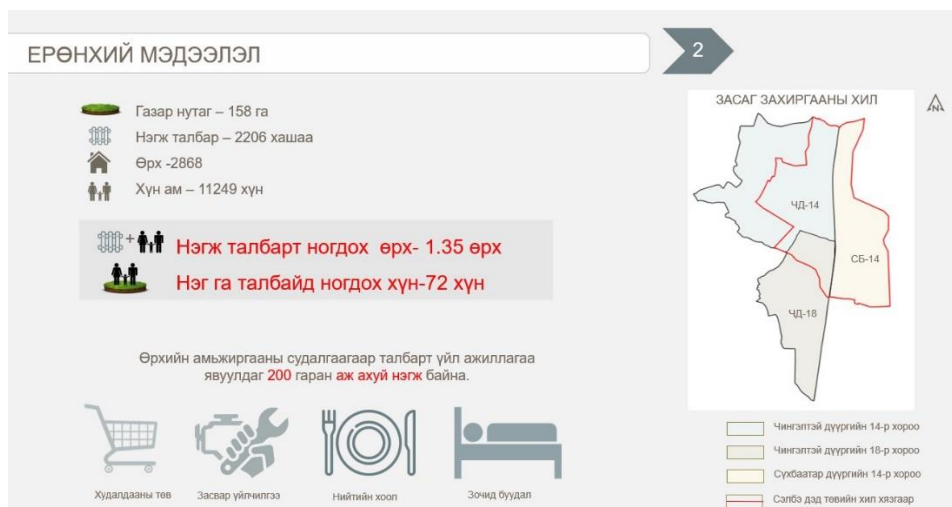 ЕРӨНХИЙ МЭДЭЭЛЭЛ
2
Газар нутаг – 158 га
Нэгж талбар – 2206 хашаа
Өрх -2868
Хүн ам – 11249 хүн
Нэгж талбарт ногдох өрх- 1.35 өрх
Нэг га талбайд ногдох хүн-72 хүн
Өрхийн амьжиргааны судалгаагаар талбарт үйл ажиллагаа
явуулдаг 200 гаран аж ахуй нэгж байна.
Худалдааны төв
Засвар үйлчилгээ
Нийтийн хоол
Зочид буудал
ЗАСАГ ЗАХИРГААНЫ ХИЛ
N
ЧД-14
СБ-14
ЧД-18
Чингэлтэй дүүргийн 14-р хороо
Чингэлтэй дүүргийн 18-р хороо
Сүхбаатар дүүргийн 14-р хороо
Сэлбэ дэд төвийн хил хязгаар